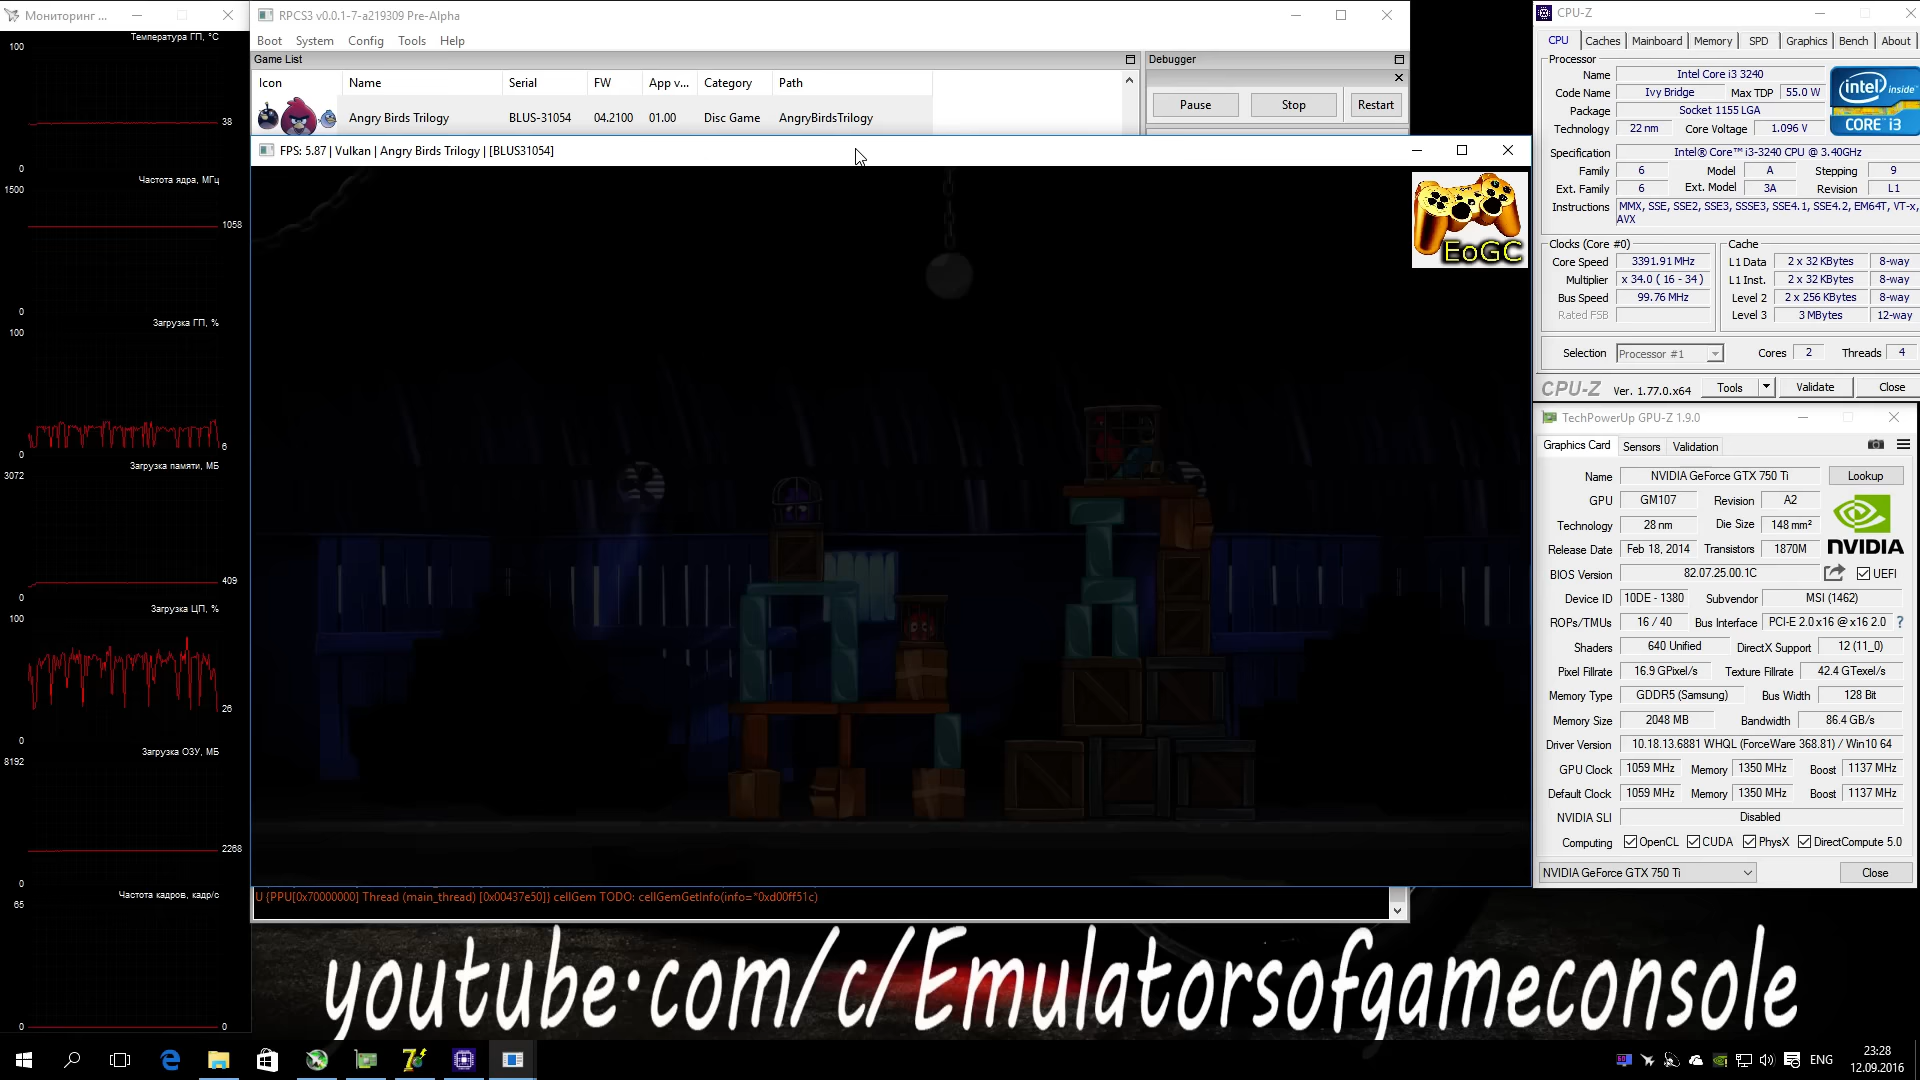 Мониторинг ...
Температура ГП, °C
100
38
0
Частота ядра, МГц
1500
1058
0
Загрузка ГП, %
100
6
0
Загрузка памяти, МБ
3072
409
0
Загрузка ЦП, %
100
26
0
Загрузка ОЗУ, МБ
8192
2268
0
Частота кадров, кадр/с
65
0
0
RPCS3 v0.0.1-7-a219309 Pre-Alpha
Boot System Config Tools Help
Game List
Icon Name Serial FW App v... Category Path
Angry Birds Trilogy BLUS-31054 04.2100 01.00 Disc Game AngryBirdsTrilogy
Debugger
Pause Stop Restart
FPS: 5.87 | Vulkan | Angry Birds Trilogy | [BLUS31054]
EoGC
U {PPU[0x70000000] Thread (main_thread) [0x00437e50]} cellGem TODO: cellGemGetInfo(info=*0xd00ff51c)
youtube.com/c/Emulatorsofgameconsole
CPU-Z
CPU Caches Mainboard Memory SPD Graphics Bench About
Processor
Name Intel Core i3 3240
Code Name Ivy Bridge Max TDP 55.0 W
Package Socket 1155 LGA
Technology 22 nm Core Voltage 1.096 V
intel inside™
CORE i3
Specification Intel® Core™ i3-3240 CPU @ 3.40GHz
Family 6 Model A Stepping 9
Ext. Family 6 Ext. Model 3A Revision L1
Instructions MMX, SSE, SSE2, SSE3, SSSE3, SSE4.1, SSE4.2, EM64T, VT-x,
AVX
Clocks (Core #0)
Core Speed 3391.91 MHz
Multiplier x 34.0 ( 16 - 34 )
Bus Speed 99.76 MHz
Rated FSB
Cache
L1 Data 2 x 32 KBytes 8-way
L1 Inst. 2 x 32 KBytes 8-way
Level 2 2 x 256 KBytes 8-way
Level 3 3 MBytes 12-way
Selection Processor #1 Cores 2 Threads 4
CPU-Z Ver. 1.77.0.x64 Tools Validate Close
TechPowerUp GPU-Z 1.9.0
Graphics Card Sensors Validation
Name NVIDIA GeForce GTX 750 Ti Lookup
GPU GM107 Revision A2
Technology 28 nm Die Size 148 mm²
Release Date Feb 18, 2014 Transistors 1870M
NVIDIA
BIOS Version 82.07.25.00.1C UEFI
Device ID 10DE - 1380 Subvendor MSI (1462)
ROPs/TMUs 16 / 40 Bus Interface PCI-E 2.0 x16 @ x16 2.0 ?
Shaders 640 Unified DirectX Support 12 (11_0)
Pixel Fillrate 16.9 GPixel/s Texture Fillrate 42.4 GTexel/s
Memory Type GDDR5 (Samsung) Bus Width 128 Bit
Memory Size 2048 MB Bandwidth 86.4 GB/s
Driver Version 10.18.13.6881 WHQL (ForceWare 368.81) / Win10 64
GPU Clock 1059 MHz Memory 1350 MHz Boost 1137 MHz
Default Clock 1059 MHz Memory 1350 MHz Boost 1137 MHz
NVIDIA SLI Disabled
Computing OpenCL CUDA PhysX DirectCompute 5.0
NVIDIA GeForce GTX 750 Ti Close
ENG
23:28
12.09.2016